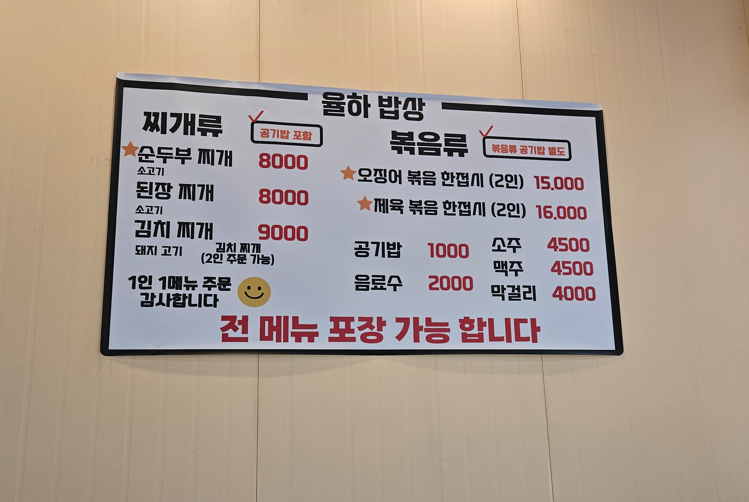 율하 밥상
찌개류
공기밥 포함
순두부 찌개 8000
소고기
된장 찌개 8000
소고기
김치 찌개 9000
돼지 고기
김치 찌개
(2인 주문 가능)
1인 1메뉴 주문
감사합니다
볶음류
볶음류 공기밥 별도
오징어 볶음 한접시 (2인) 15,000
제육 볶음 한접시 (2인) 16,000
공기밥 1000
음료수 2000
소주 4500
맥주 4500
막걸리 4000
전 메뉴 포장 가능 합니다